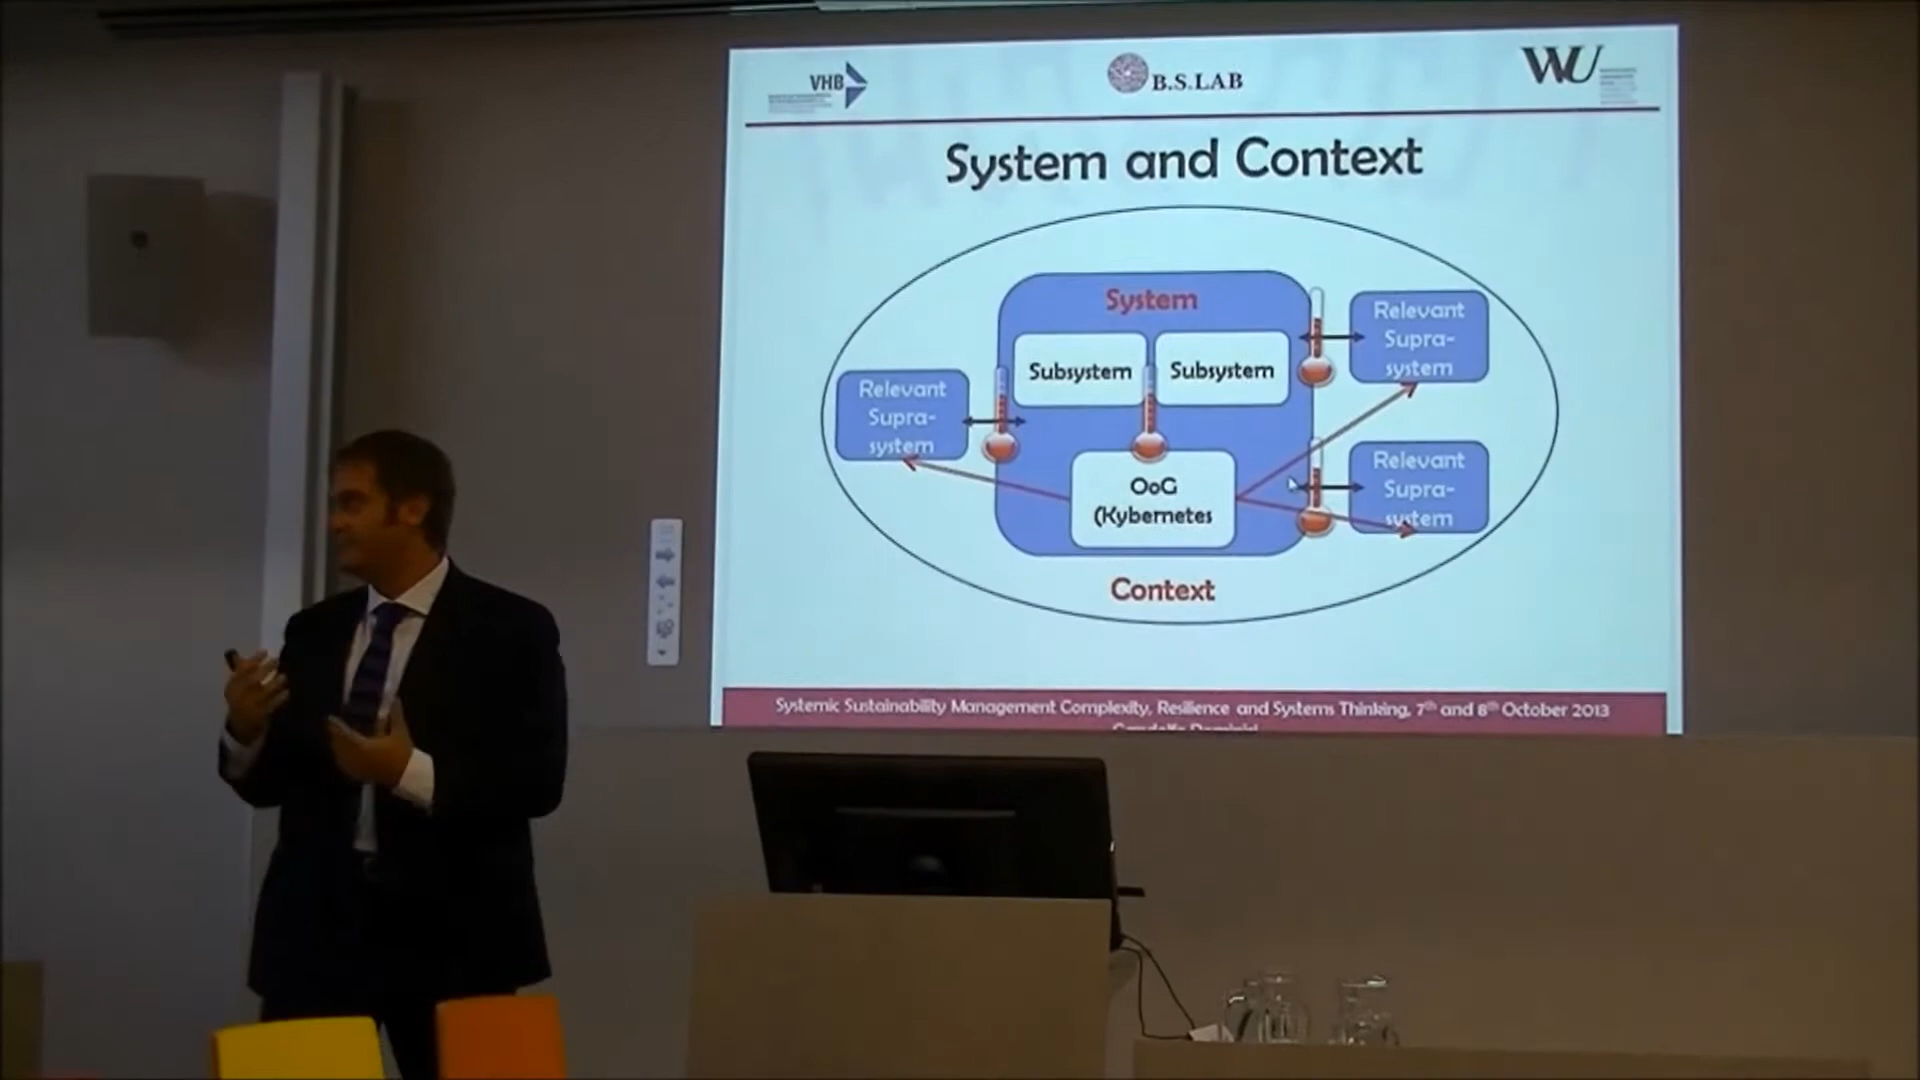 VHB
B.S.LAB
WU
System and Context
System
Relevant
Supra-
system
Subsystem
Subsystem
Relevant
Supra-
system
OoG
(Kybernetes
Relevant
Supra-
system
Context
Systemic Sustainability Management Complexity, Resilience and Systems Thinking, 7th and 8th October 2013